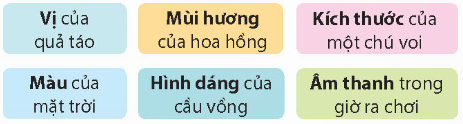 Vị của
quả táo
Mùi hương
của hoa hồng
Kích thước của
một chú voi
Màu của
mặt trời
Hình dáng của
cầu vồng
Âm thanh trong
giờ ra chơi